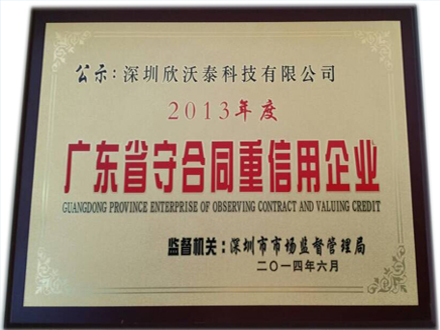 公示：深圳欣沃泰科技有限公司
2013年度
广东省守合同重信用企业
GUANGDONG PROVINCE ENTERPRISE OF OBSERVING CONTRACT AND VALUING CREDIT
监督机关：深圳市市场监督管理局
二〇一四年六月